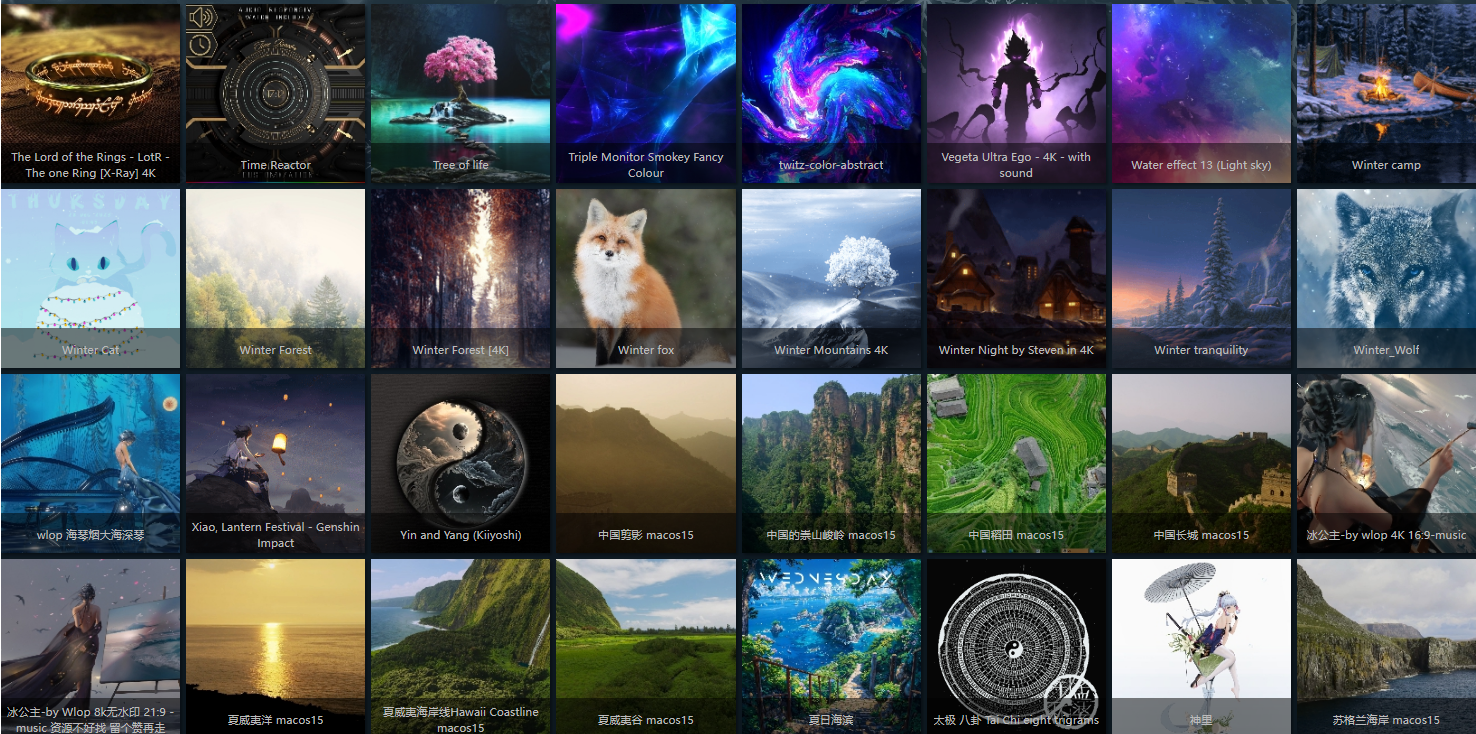 The Lord of the Rings - LotR -
The one Ring [X-Ray] 4K
Time Reactor
Tree of life
Triple Monitor Smokey Fancy
Colour
twitz-color-abstract
Vegeta Ultra Ego - 4K - with
sound
Water effect 13 (Light sky)
Winter camp
THURSDAY
Winter Cat
Winter Forest
Winter Forest [4K]
Winter fox
Winter Mountains 4K
Winter Night by Steven in 4K
Winter tranquility
Winter_Wolf
wlop 海琴烟大海深琴
Xiao, Lantern Festival - Genshin
Impact
Yin and Yang (Kiiyoshi)
中国剪影 macos15
中国的崇山峻岭 macos15
中国稻田 macos15
中国长城 macos15
冰公主-by wlop 4K 16:9-music
冰公主-by Wlop 8k无水印 21:9 -
music 资源不好找 留个赞再走
夏威夷洋 macos15
夏威夷海岸线Hawaii Coastline
macos15
夏威夷谷 macos15
WEDNESDAY
夏日海滨
太极 八卦 Tai Chi eight trigrams
神里
苏格兰海岸 macos15